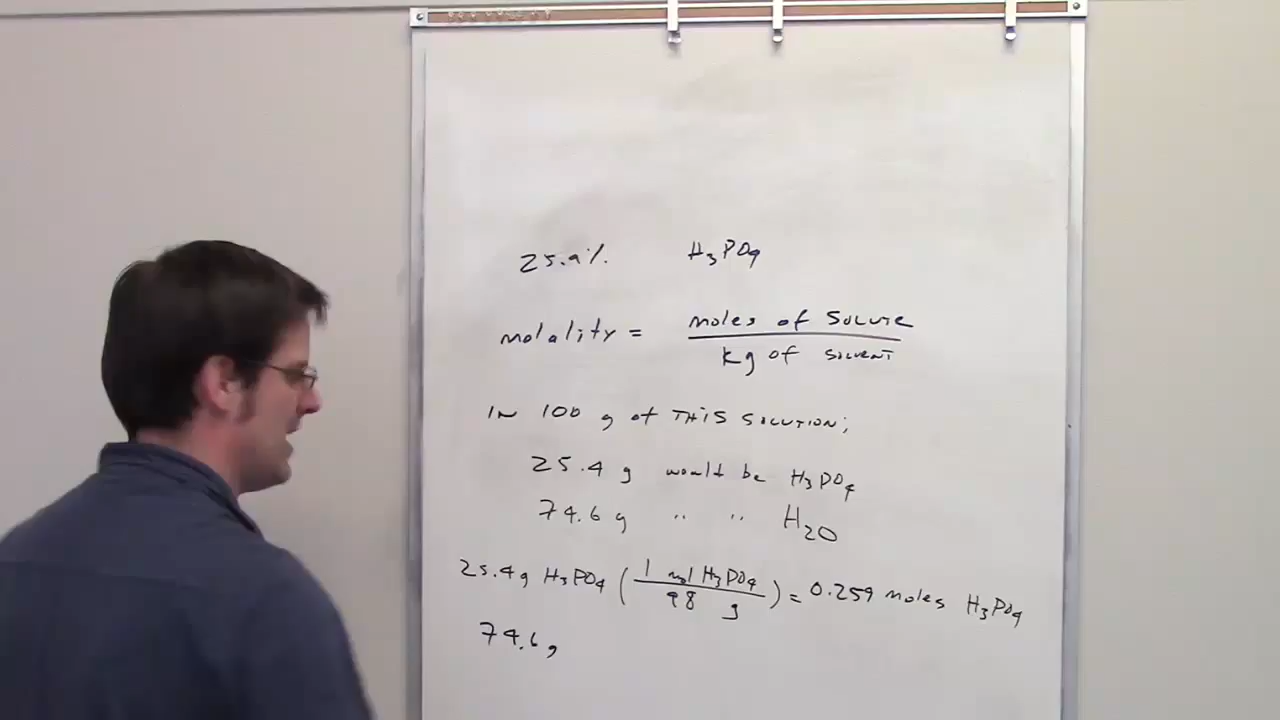 25.4% H3PO4
molality = moles of SOLUTE / kg of SOLVENT
IN 100 g of THIS SOLUTION;
25.4 g would be H3PO4
74.6 g " " H2O
25.4g H3PO4 (1 mol H3PO4 / 98 g) = 0.259 moles H3PO4
74.6 g